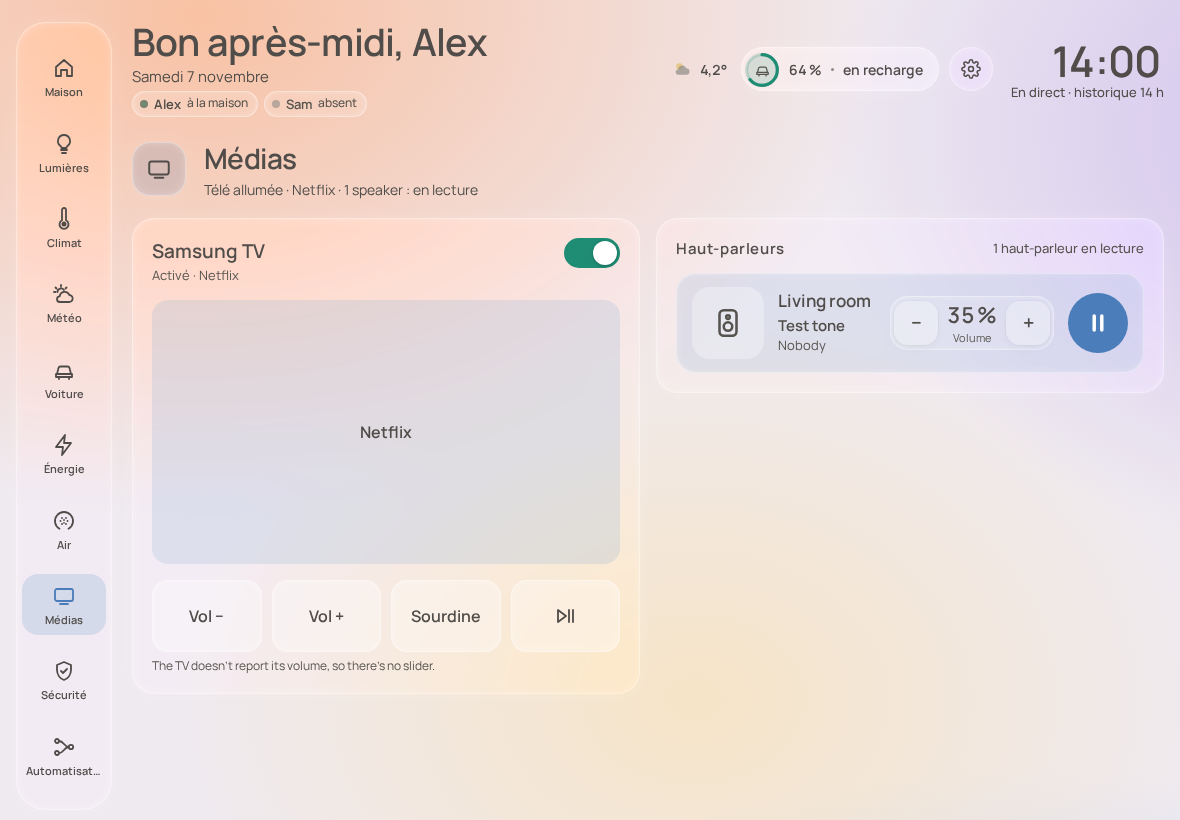 Bon après-midi, Alex
Samedi 7 novembre
Alex à la maison
Sam absent
4,2°
64 % · en recharge
14:00
En direct · historique 14 h
Maison
Lumières
Climat
Météo
Voiture
Énergie
Air
Médias
Sécurité
Automatisat…
Médias
Télé allumée · Netflix · 1 speaker : en lecture
Samsung TV
Activé · Netflix
Netflix
Vol −
Vol +
Sourdine
The TV doesn't report its volume, so there's no slider.
Haut-parleurs
1 haut-parleur en lecture
Living room
Test tone
Nobody
−
35 %
Volume
+